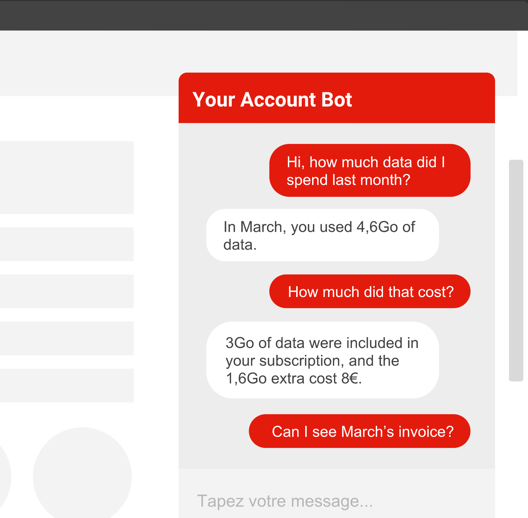 Your Account Bot
Hi, how much data did I
spend last month?
In March, you used 4,6Go of
data.
How much did that cost?
3Go of data were included in
your subscription, and the
1,6Go extra cost 8€.
Can I see March’s invoice?
Tapez votre message...